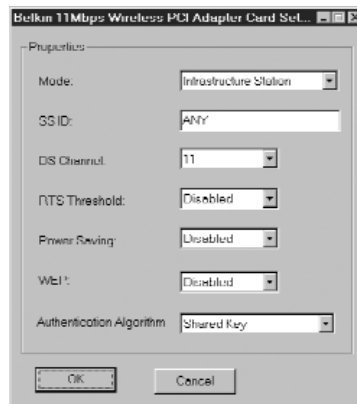 Belkin 11Mbps Wireless PCI Adapter Card Set...
Properties
Mode: Infrastructure Station
SSID: ANY
DS Channel: 11
RTS Threshold: Disabled
Power Saving: Disabled
WEP: Disabled
Authentication Algorithm Shared Key
OK Cancel